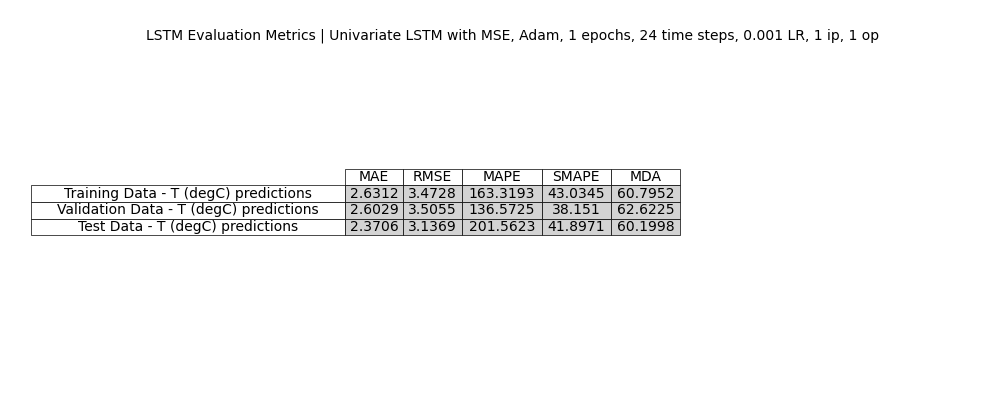 LSTM Evaluation Metrics | Univariate LSTM with MSE, Adam, 1 epochs, 24 time steps, 0.001 LR, 1 ip, 1 op
MAE RMSE MAPE SMAPE MDA
Training Data - T (degC) predictions 2.6312 3.4728 163.3193 43.0345 60.7952
Validation Data - T (degC) predictions 2.6029 3.5055 136.5725 38.151 62.6225
Test Data - T (degC) predictions 2.3706 3.1369 201.5623 41.8971 60.1998